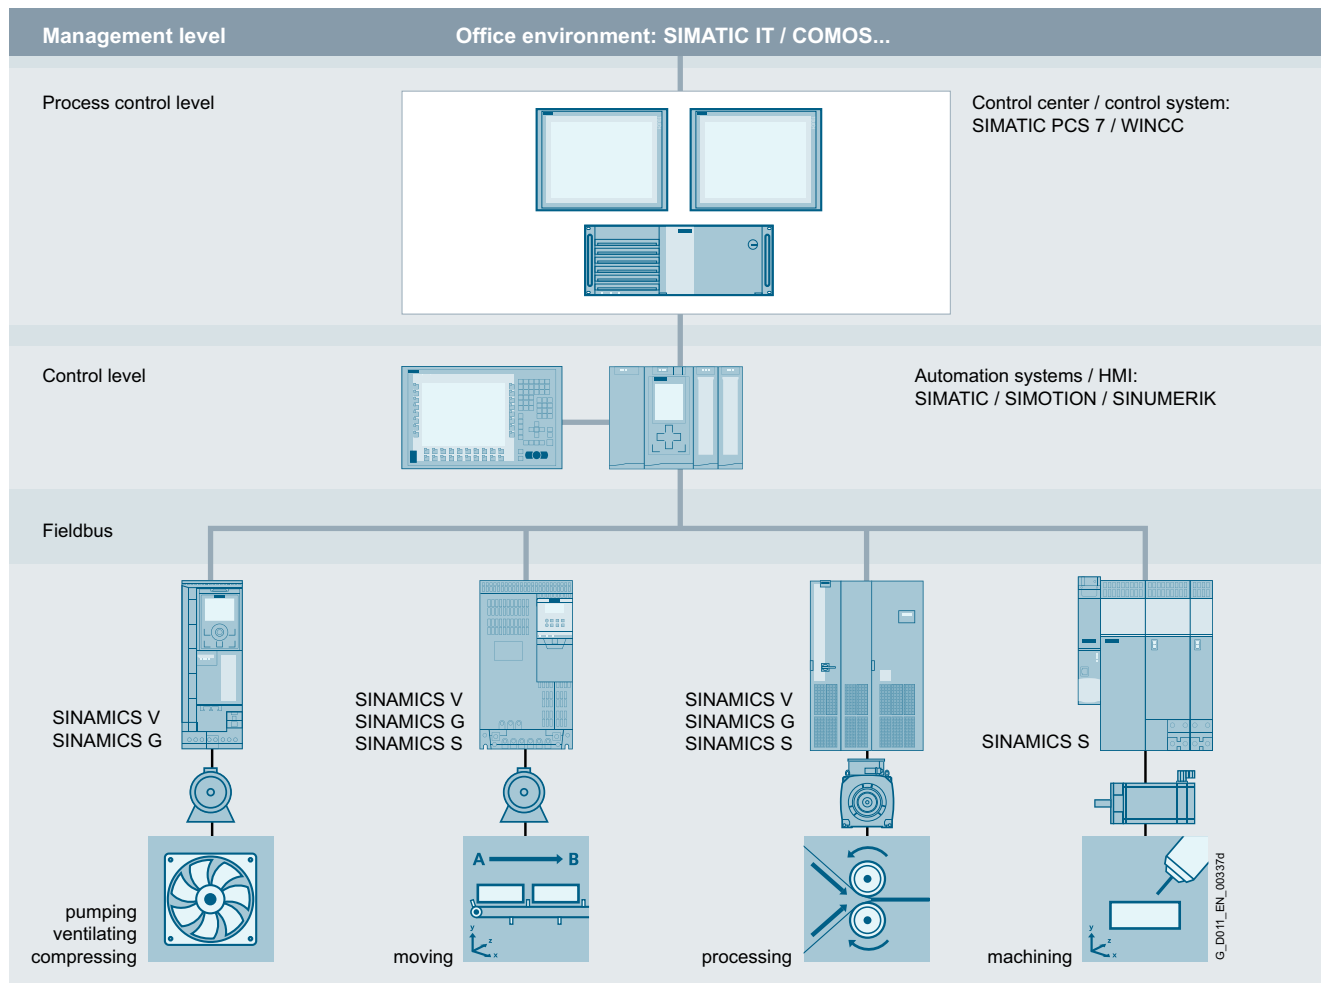 Management level
Office environment: SIMATIC IT / COMOS...
Process control level
Control center / control system:
SIMATIC PCS 7 / WINCC
Control level
Automation systems / HMI:
SIMATIC / SIMOTION / SINUMERIK
Fieldbus
SINAMICS V
SINAMICS G
SINAMICS V
SINAMICS G
SINAMICS S
SINAMICS V
SINAMICS G
SINAMICS S
SINAMICS S
pumping
ventilating
compressing
A B
y
z
x
moving
processing
y
z
x
machining
G_D011_EN_00337d